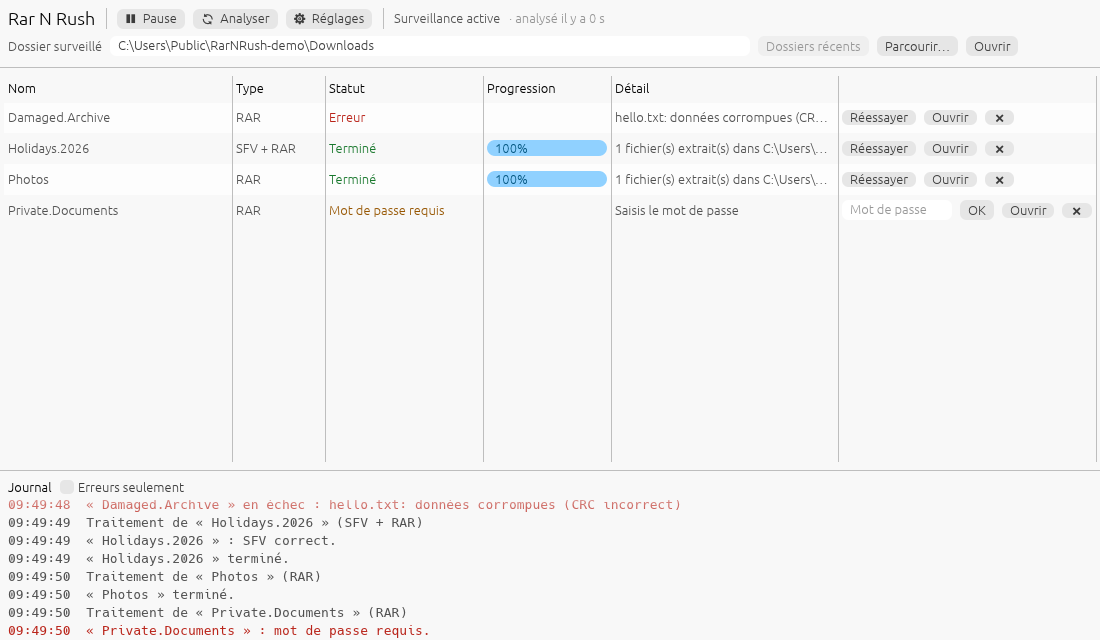 Rar N Rush Pause Analyser Réglages Surveillance active · analysé il y a 0 s
Dossier surveillé C:\Users\Public\RarNRush-demo\Downloads Dossiers récents Parcourir... Ouvrir
Nom Type Statut Progression Détail
Damaged.Archive RAR Erreur hello.txt: données corrompues (CR... Réessayer Ouvrir ×
Holidays.2026 SFV + RAR Terminé 100% 1 fichier(s) extrait(s) dans C:\Users\... Réessayer Ouvrir ×
Photos RAR Terminé 100% 1 fichier(s) extrait(s) dans C:\Users\... Réessayer Ouvrir ×
Private.Documents RAR Mot de passe requis Saisis le mot de passe Mot de passe OK Ouvrir ×
Journal Erreurs seulement
09:49:48 « Damaged.Archive » en échec : hello.txt: données corrompues (CRC incorrect)
09:49:49 Traitement de « Holidays.2026 » (SFV + RAR)
09:49:49 « Holidays.2026 » : SFV correct.
09:49:49 « Holidays.2026 » terminé.
09:49:50 Traitement de « Photos » (RAR)
09:49:50 « Photos » terminé.
09:49:50 Traitement de « Private.Documents » (RAR)
09:49:50 « Private.Documents » : mot de passe requis.